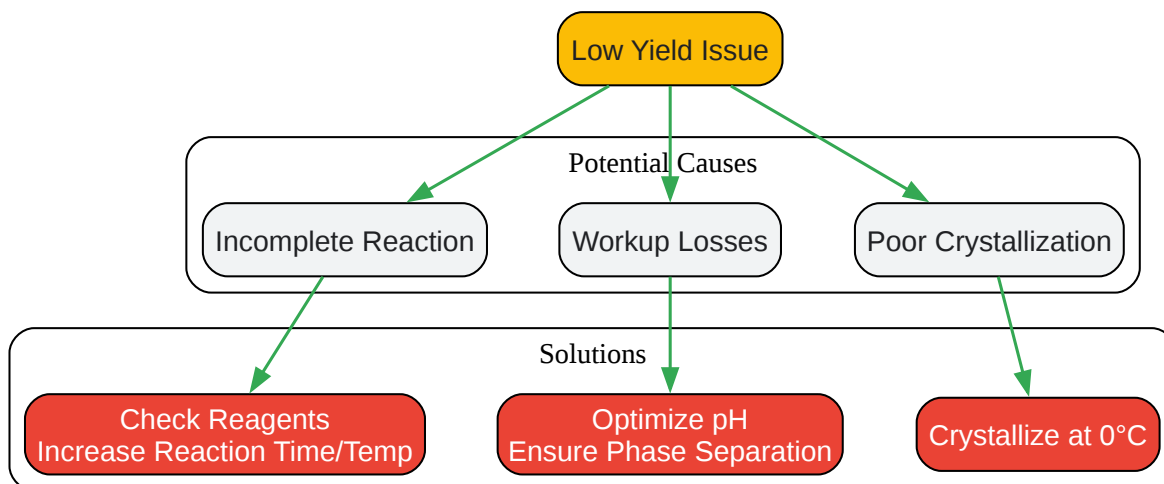 Low Yield Issue
Potential Causes
Incomplete Reaction
Workup Losses
Poor Crystallization
Solutions
Check Reagents
Increase Reaction Time/Temp
Optimize pH
Ensure Phase Separation
Crystallize at 0°C